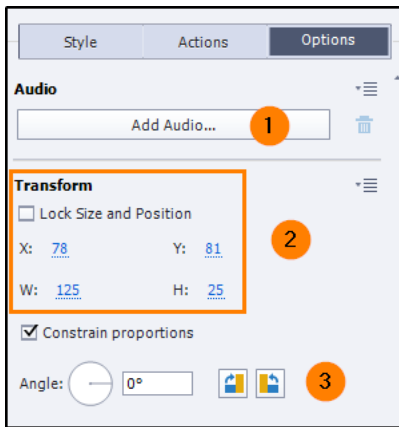 Style Actions Options
Audio
Add Audio... 1
Transform
Lock Size and Position
2
X: 78 Y: 81
W: 125 H: 25
Constrain proportions
Angle: 0° 3